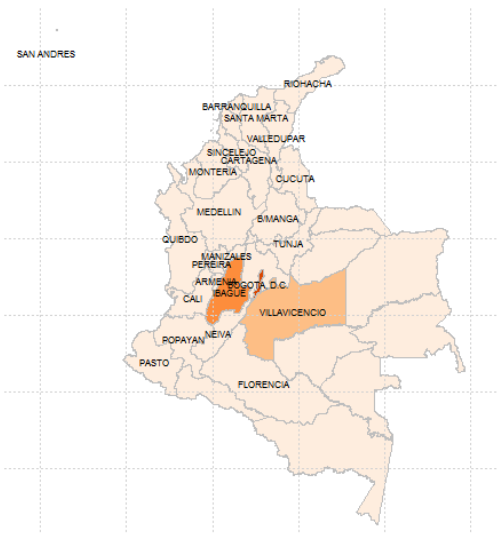 SAN ANDRES
RIOHACHA
BARRANQUILLA
SANTA MARTA
VALLEDUPAR
SINCELEJO
CARTAGENA
MONTERIA
CUCUTA
MEDELLIN
B/MANGA
QUIBDO
TUNJA
MANIZALES
PEREIRA
ARMENIA
BOGOTA, D.C.
IBAGUE
CALI
VILLAVICENCIO
NEIVA
POPAYAN
PASTO
FLORENCIA